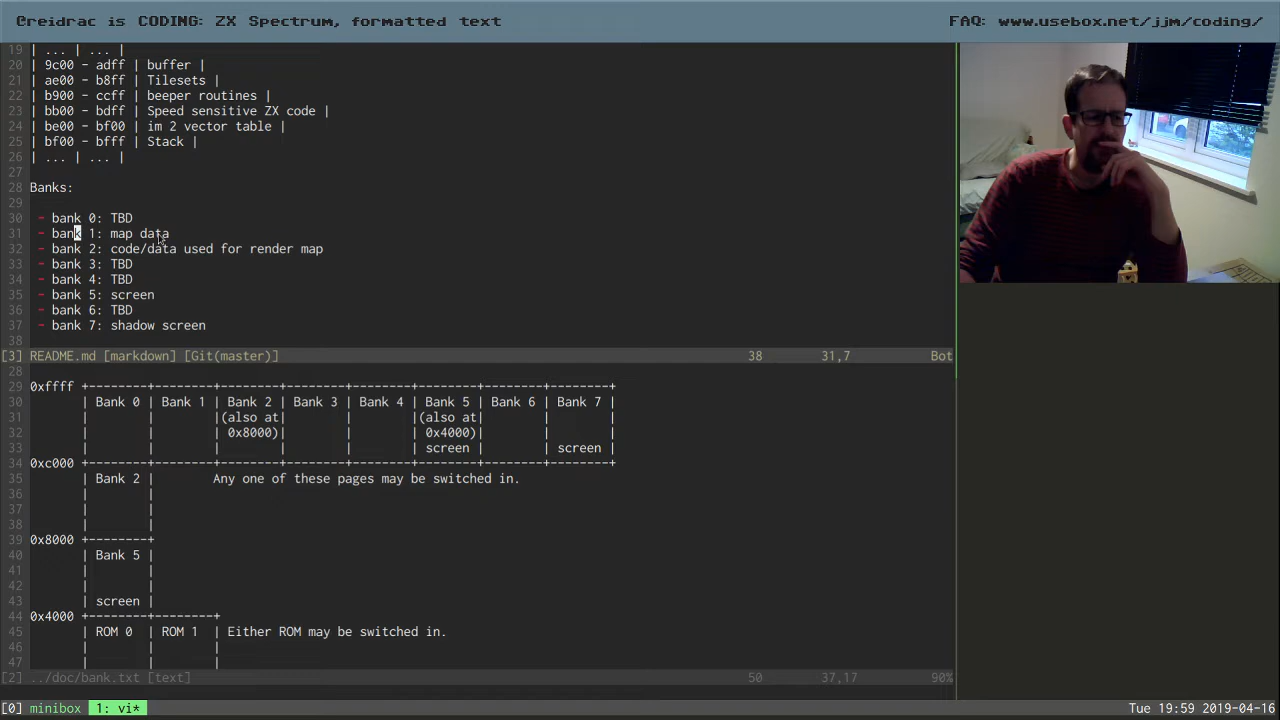 @reidrac is CODING: ZX Spectrum, formatted text FAQ: www.usebox.net/jjm/coding/
19 | ... | ... |
20 | 9c00 - adff | buffer |
21 | ae00 - b8ff | Tilesets |
22 | b900 - ccff | beeper routines |
23 | bb00 - bdff | Speed sensitive ZX code |
24 | be00 - bf00 | im 2 vector table |
25 | bf00 - bfff | Stack |
26 | ... | ... |
27
28 Banks:
29
30 - bank 0: TBD
31 - bank 1: map data
32 - bank 2: code/data used for render map
33 - bank 3: TBD
34 - bank 4: TBD
35 - bank 5: screen
36 - bank 6: TBD
37 - bank 7: shadow screen
38
[3] README.md [markdown] [Git(master)] 38 31,7 Bot
28
29 0xffff +--------+--------+--------+--------+--------+--------+--------+--------+
30 | Bank 0 | Bank 1 | Bank 2 | Bank 3 | Bank 4 | Bank 5 | Bank 6 | Bank 7 |
31 | | |(also at| | |(also at| | |
32 | | | 0x8000)| | | 0x4000)| | |
33 | | | | | | screen | | screen |
34 0xc000 +--------+--------+--------+--------+--------+--------+--------+--------+
35 | Bank 2 | Any one of these pages may be switched in.
36 | |
37 | |
38 | |
39 0x8000 +--------+
40 | Bank 5 |
41 | |
42 | |
43 | screen |
44 0x4000 +--------+--------+
45 | ROM 0 | ROM 1 | Either ROM may be switched in.
46 | | |
47 | | |
[2] ../doc/bank.txt [text] 50 37,17 90%
[0] minibox 1: vi* Tue 19:59 2019-04-16